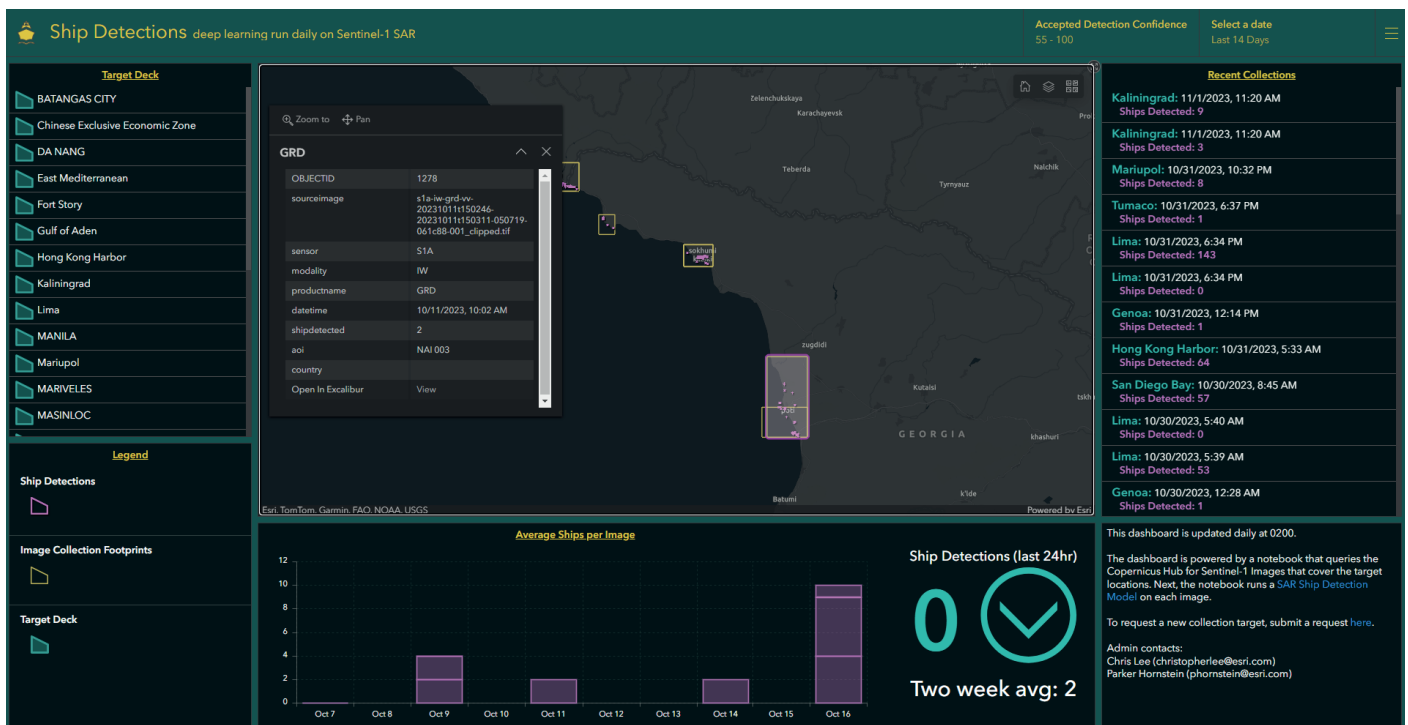 Ship Detections deep learning run daily on Sentinel-1 SAR
Accepted Detection Confidence
55 - 100
Select a date
Last 14 Days
Target Deck
BATANGAS CITY
Chinese Exclusive Economic Zone
DA NANG
East Mediterranean
Fort Story
Gulf of Aden
Hong Kong Harbor
Kaliningrad
Lima
MANILA
Mariupol
MARIVELES
MASINLOC
Legend
Ship Detections
Image Collection Footprints
Target Deck
Zoom to
Pan
GRD
OBJECTID 1278
sourceimage s1a-iw-grd-vv-
20231011t150246-
20231011t150311-050719-
061c88-001_clipped.tif
sensor S1A
modality IW
productname GRD
datetime 10/11/2023, 10:02 AM
shipdetected 2
aoi NAI 003
country
Open In Excalibur View
Zelenchukskaya
Karachayevsk
Teberda
Tyrnyauz
Nalchik
sokhumi
zugdidi
Kutaisi
GEORGIA
khashuri
Batumi
k'lde
Esri, TomTom, Garmin, FAO, NOAA, USGS
Powered by Esri
Average Ships per Image
12
10
8
6
4
2
0
Oct 7 Oct 8 Oct 9 Oct 10 Oct 11 Oct 12 Oct 13 Oct 14 Oct 15 Oct 16
Ship Detections (last 24hr)
0
Two week avg: 2
Recent Collections
Kaliningrad: 11/1/2023, 11:20 AM
Ships Detected: 9
Kaliningrad: 11/1/2023, 11:20 AM
Ships Detected: 3
Mariupol: 10/31/2023, 10:32 PM
Ships Detected: 8
Tumaco: 10/31/2023, 6:37 PM
Ships Detected: 1
Lima: 10/31/2023, 6:34 PM
Ships Detected: 143
Lima: 10/31/2023, 6:34 PM
Ships Detected: 0
Genoa: 10/31/2023, 12:14 PM
Ships Detected: 1
Hong Kong Harbor: 10/31/2023, 5:33 AM
Ships Detected: 64
San Diego Bay: 10/30/2023, 8:45 AM
Ships Detected: 57
Lima: 10/30/2023, 5:40 AM
Ships Detected: 0
Lima: 10/30/2023, 5:39 AM
Ships Detected: 53
Genoa: 10/30/2023, 12:28 AM
Ships Detected: 1
This dashboard is updated daily at 0200.
The dashboard is powered by a notebook that queries the
Copernicus Hub for Sentinel-1 Images that cover the target
locations. Next, the notebook runs a SAR Ship Detection
Model on each image.
To request a new collection target, submit a request here.
Admin contacts:
Chris Lee (christopherlee@esri.com)
Parker Hornstein (phornstein@esri.com)